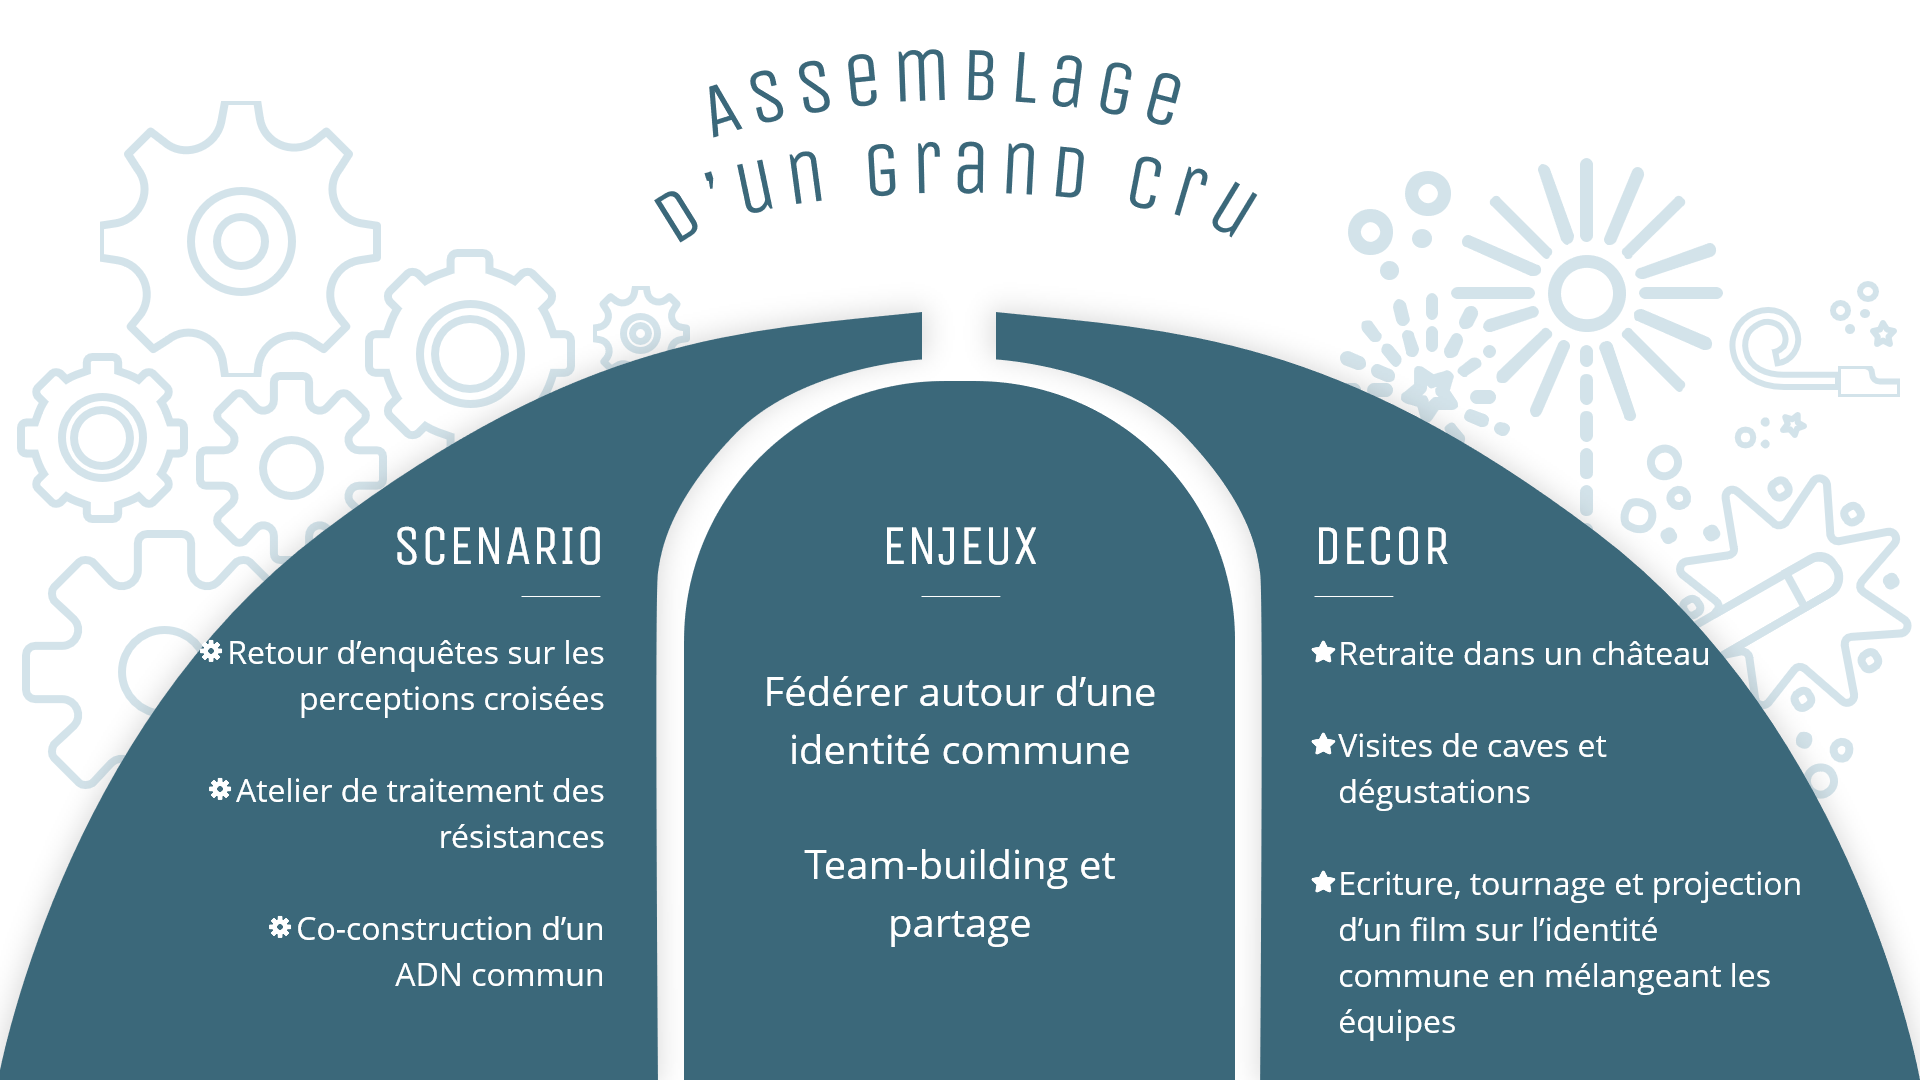 Assemblage
d'un grand cru
SCENARIO
Retour d’enquêtes sur les
perceptions croisées
Atelier de traitement des
résistances
Co-construction d’un
ADN commun
ENJEUX
Fédérer autour d’une
identité commune
Team-building et
partage
DECOR
Retraite dans un château
Visites de caves et
dégustations
Ecriture, tournage et projection
d’un film sur l’identité
commune en mélangeant les
équipes